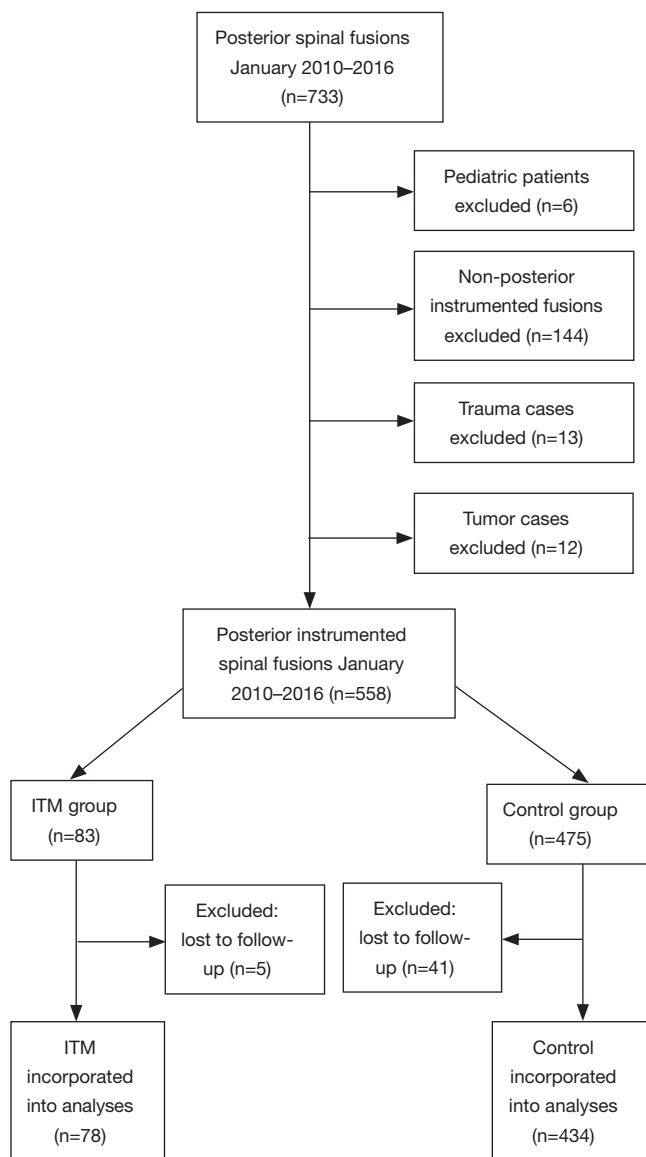 Posterior spinal fusions
January 2010–2016
(n=733)
Pediatric patients
excluded (n=6)
Non-posterior
instrumented fusions
excluded (n=144)
Trauma cases
excluded (n=13)
Tumor cases
excluded (n=12)
Posterior instrumented
spinal fusions January
2010–2016 (n=558)
ITM group
(n=83)
Control group
(n=475)
Excluded:
lost to follow-
up (n=5)
Excluded:
lost to follow-
up (n=41)
ITM
incorporated
into analyses
(n=78)
Control
incorporated
into analyses
(n=434)